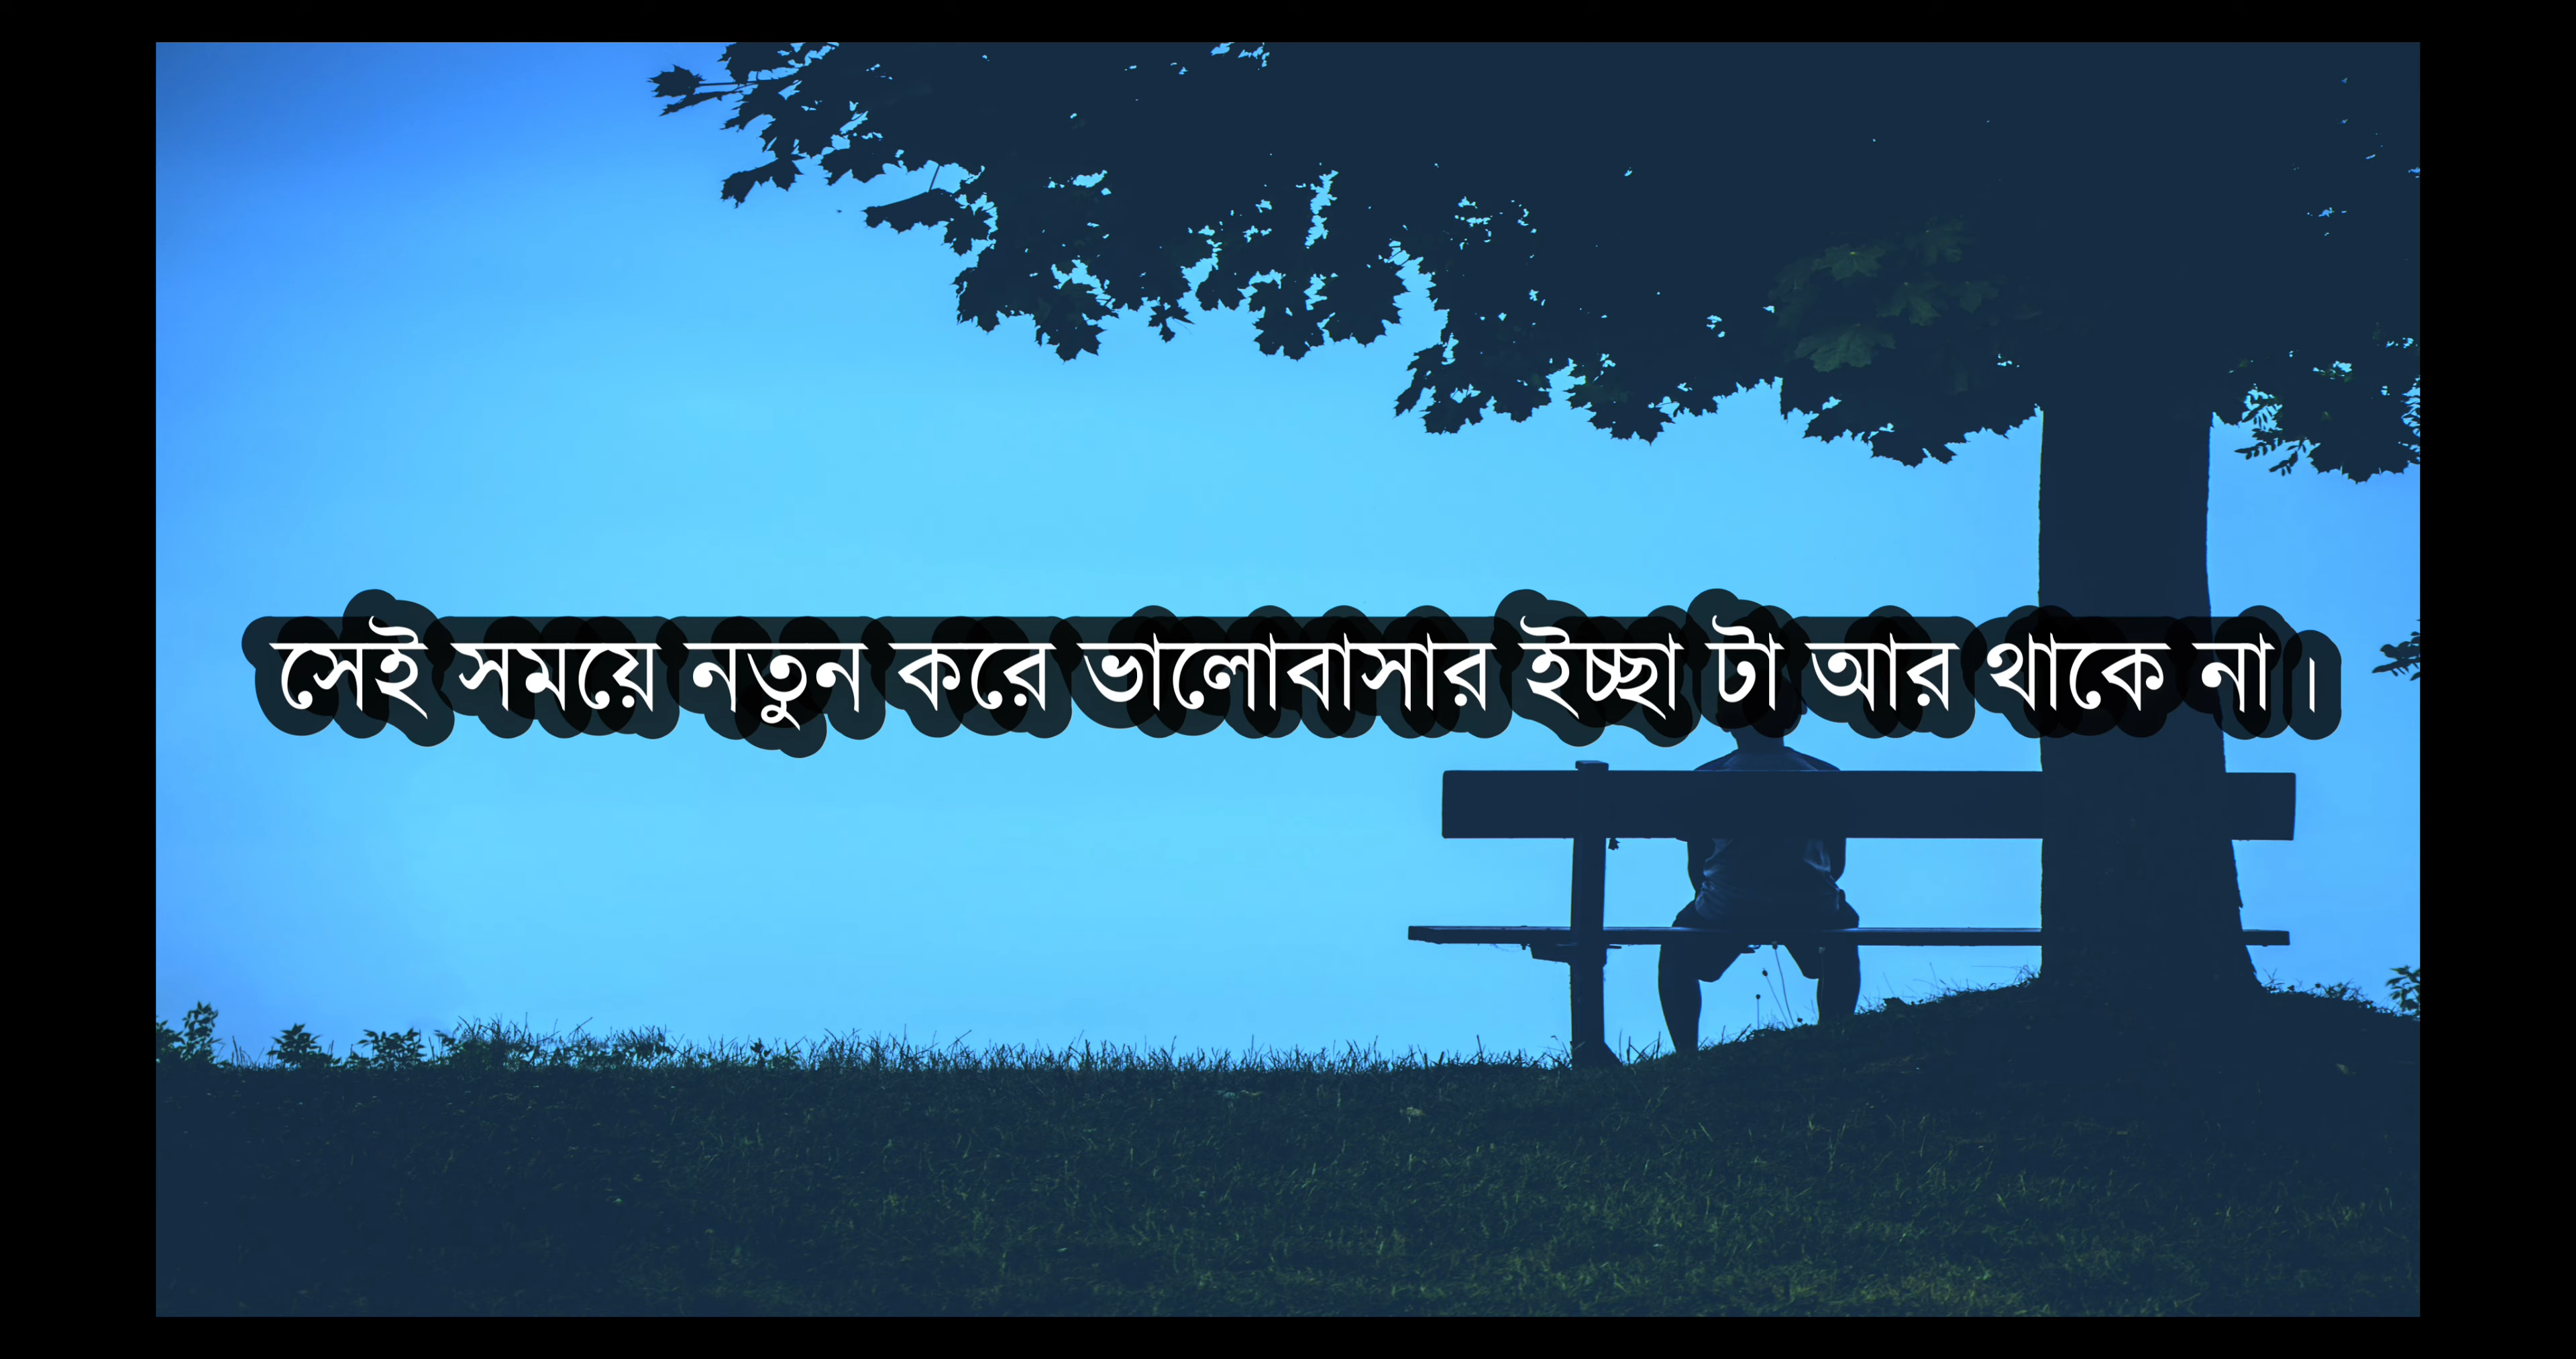 সেই সময়ে নতুন করে ভালোবাসার ইচ্ছা টা আর থাকে না।